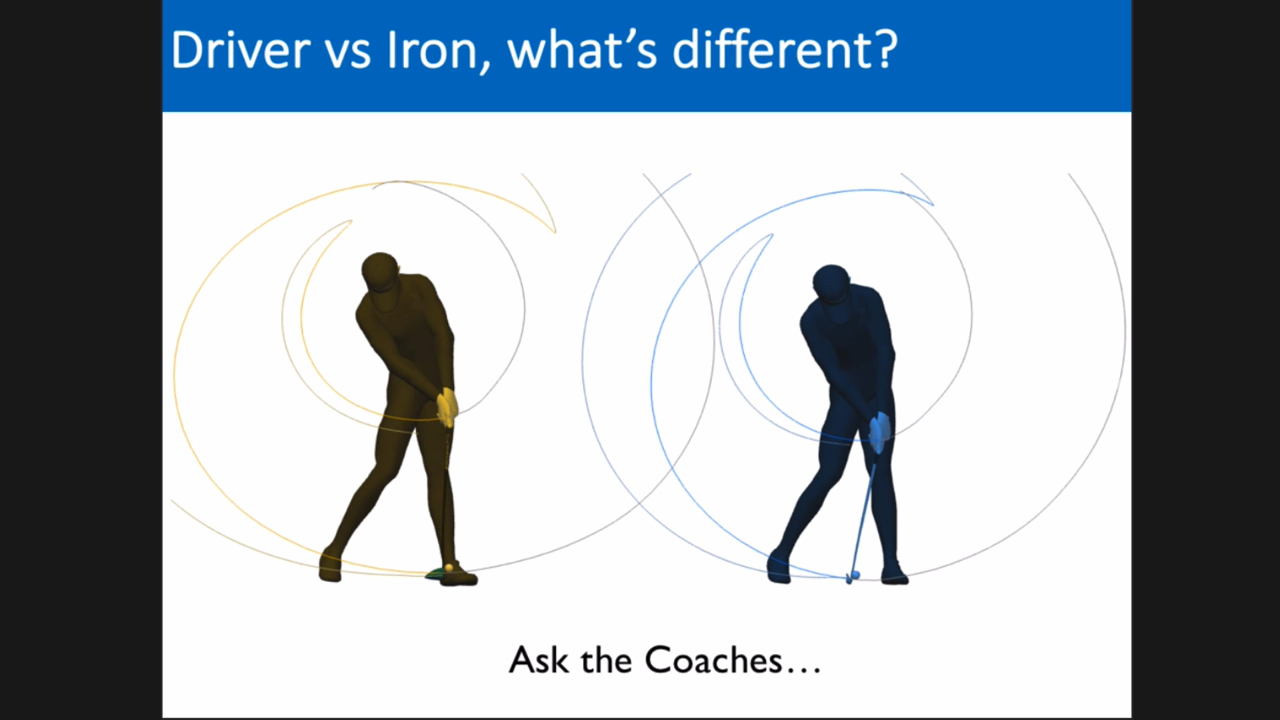 Driver vs Iron, what’s different?
Ask the Coaches…